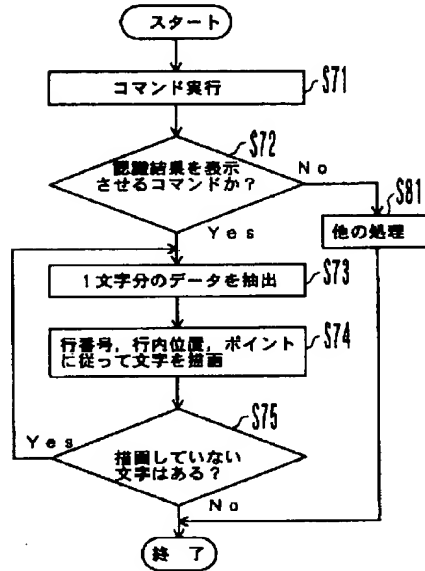 スタート
コマンド実行
S71
S72
認識結果を表示
させるコマンドか?
No
Yes
S81
他の処理
1文字分のデータを抽出
S73
行番号,行内位置,ポイント
に従って文字を描画
S74
S75
Yes
描画していない
文字はある?
No
終 了